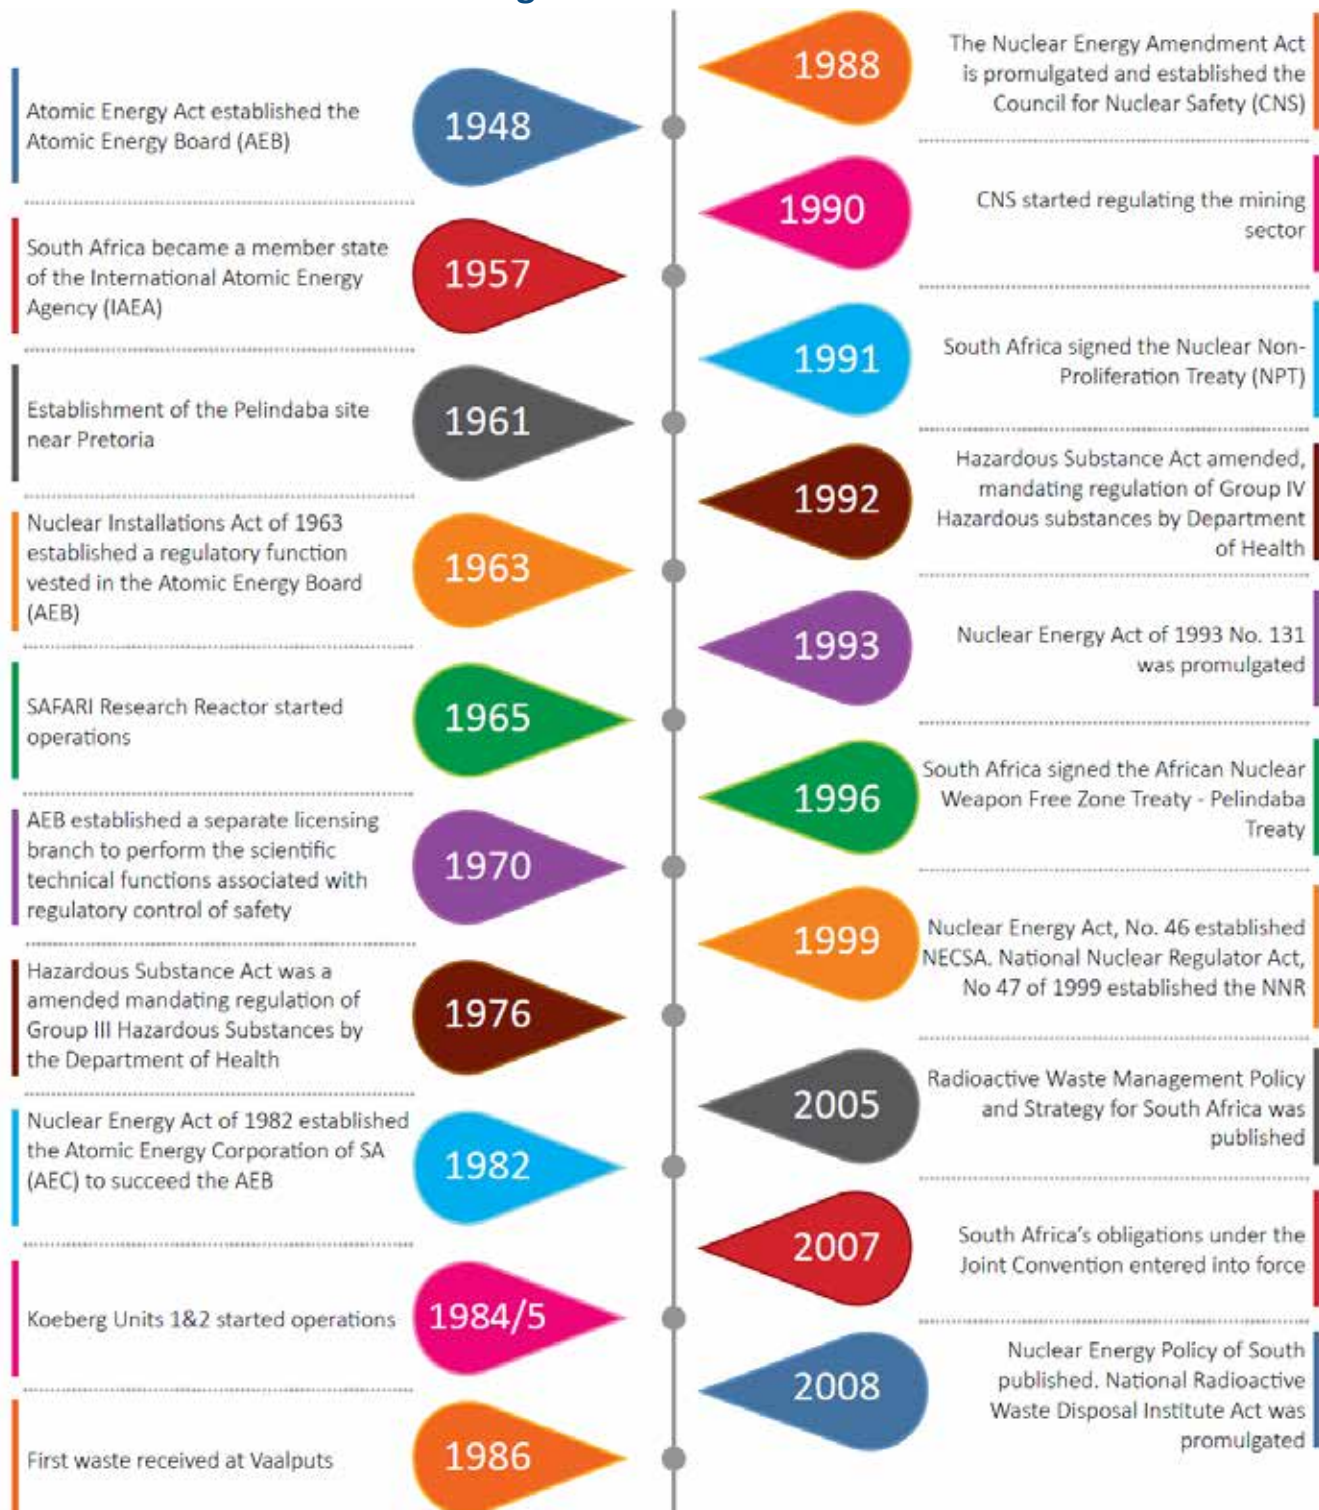 Atomic Energy Act established the
Atomic Energy Board (AEB)
1948
South Africa became a member state
of the International Atomic Energy
Agency (IAEA)
1957
Establishment of the Pelindaba site
near Pretoria
1961
Nuclear Installations Act of 1963
established a regulatory function
vested in the Atomic Energy Board
(AEB)
1963
SAFARI Research Reactor started
operations
1965
AEB established a separate licensing
branch to perform the scientific
technical functions associated with
regulatory control of safety
1970
Hazardous Substance Act was a
amended mandating regulation of
Group III Hazardous Substances by
the Department of Health
1976
Nuclear Energy Act of 1982 established
the Atomic Energy Corporation of SA
(AEC) to succeed the AEB
1982
Koeberg Units 1&2 started operations
1984/5
First waste received at Vaalputs
1986
1988
The Nuclear Energy Amendment Act
is promulgated and established the
Council for Nuclear Safety (CNS)
1990
CNS started regulating the mining
sector
1991
South Africa signed the Nuclear Non-
Proliferation Treaty (NPT)
1992
Hazardous Substance Act amended,
mandating regulation of Group IV
Hazardous substances by Department
of Health
1993
Nuclear Energy Act of 1993 No. 131
was promulgated
1996
South Africa signed the African Nuclear
Weapon Free Zone Treaty - Pelindaba
Treaty
1999
Nuclear Energy Act, No. 46 established
NECSA. National Nuclear Regulator Act,
No 47 of 1999 established the NNR
2005
Radioactive Waste Management Policy
and Strategy for South Africa was
published
2007
South Africa's obligations under the
Joint Convention entered into force
2008
Nuclear Energy Policy of South
published. National Radioactive
Waste Disposal Institute Act was
promulgated